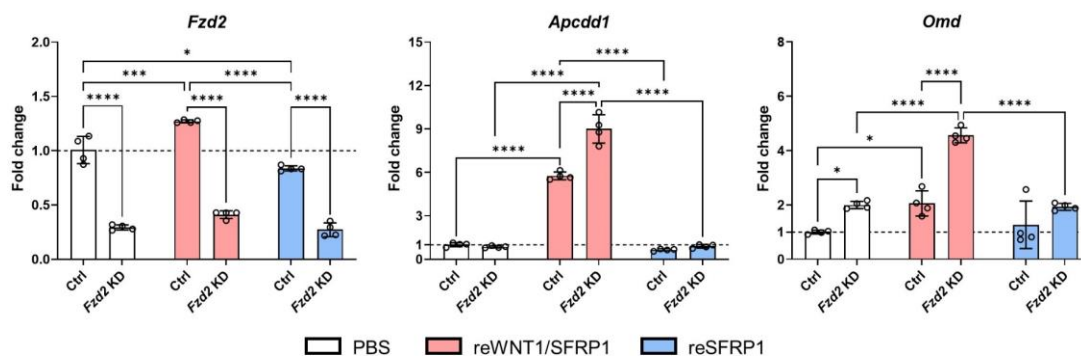 Fzd2
Fold change
2.0
1.5
1.0
0.5
0.0
*
*** ****
**** **** ****
Ctrl Fzd2 KD Ctrl Fzd2 KD Ctrl Fzd2 KD
Apcdd1
Fold change
15
12
9
6
3
1
0
****
**** ****
**** **** ****
Ctrl Fzd2 KD Ctrl Fzd2 KD Ctrl Fzd2 KD
Omd
Fold change
8
6
4
2
0
****
**** ****
*
*
Ctrl Fzd2 KD Ctrl Fzd2 KD Ctrl Fzd2 KD
PBS reWNT1/SFRP1 reSFRP1